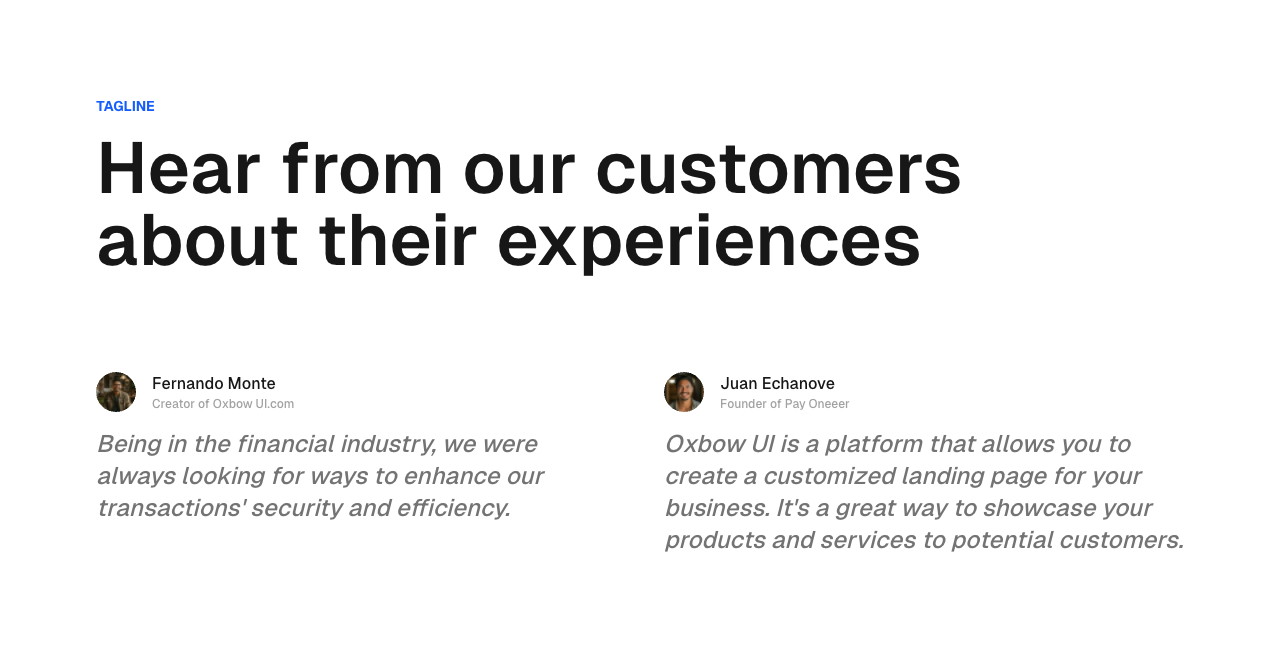 TAGLINE
Hear from our customers
about their experiences
Fernando Monte
Creator of Oxbow UI.com
Being in the financial industry, we were
always looking for ways to enhance our
transactions' security and efficiency.
Juan Echanove
Founder of Pay Oneeer
Oxbow UI is a platform that allows you to
create a customized landing page for your
business. It's a great way to showcase your
products and services to potential customers.